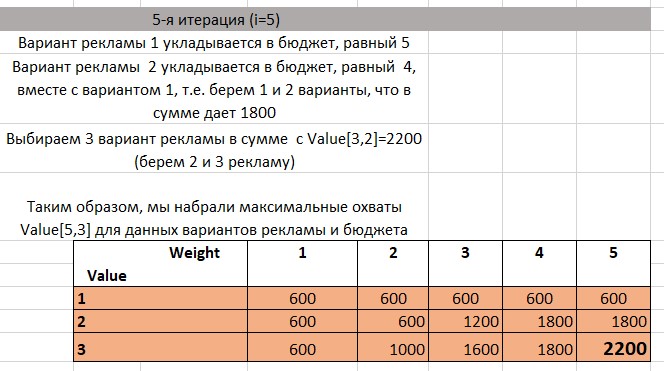 5-я итерация (i=5)
Вариант рекламы 1 укладывается в бюджет, равный 5
Вариант рекламы 2 укладывается в бюджет, равный 4,
вместе с вариантом 1, т.е. берем 1 и 2 варианты, что в
сумме дает 1800
Выбираем 3 вариант рекламы в сумме с Value[3,2]=2200
(берем 2 и 3 рекламу)
Таким образом, мы набрали максимальные охваты
Value[5,3] для данных вариантов рекламы и бюджета
Weight 1 2 3 4 5
Value
1 600 600 600 600 600
2 600 600 1200 1800 1800
3 600 1000 1600 1800 2200